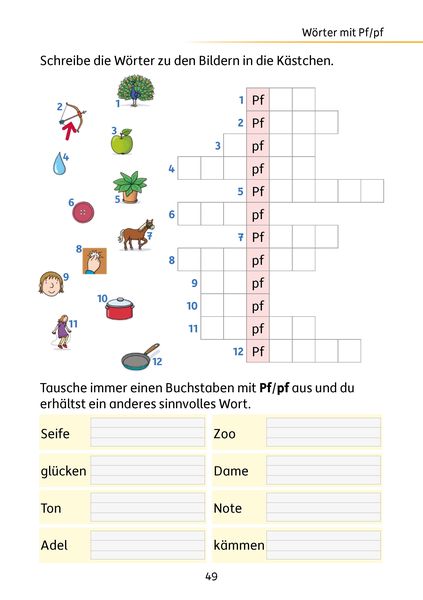 Wörter mit Pf/pf
Schreibe die Wörter zu den Bildern in die Kästchen.
1
2
3
4
5
6
7
8
9
10
11
12
1 Pf
2 Pf
3 pf
4 pf
5 Pf
6 pf
7 Pf
8 pf
9 pf
10 pf
11 pf
12 Pf
Tausche immer einen Buchstaben mit Pf/pf aus und du
erhältst ein anderes sinnvolles Wort.
Seife Zoo
glücken Dame
Ton Note
Adel kämmen
49